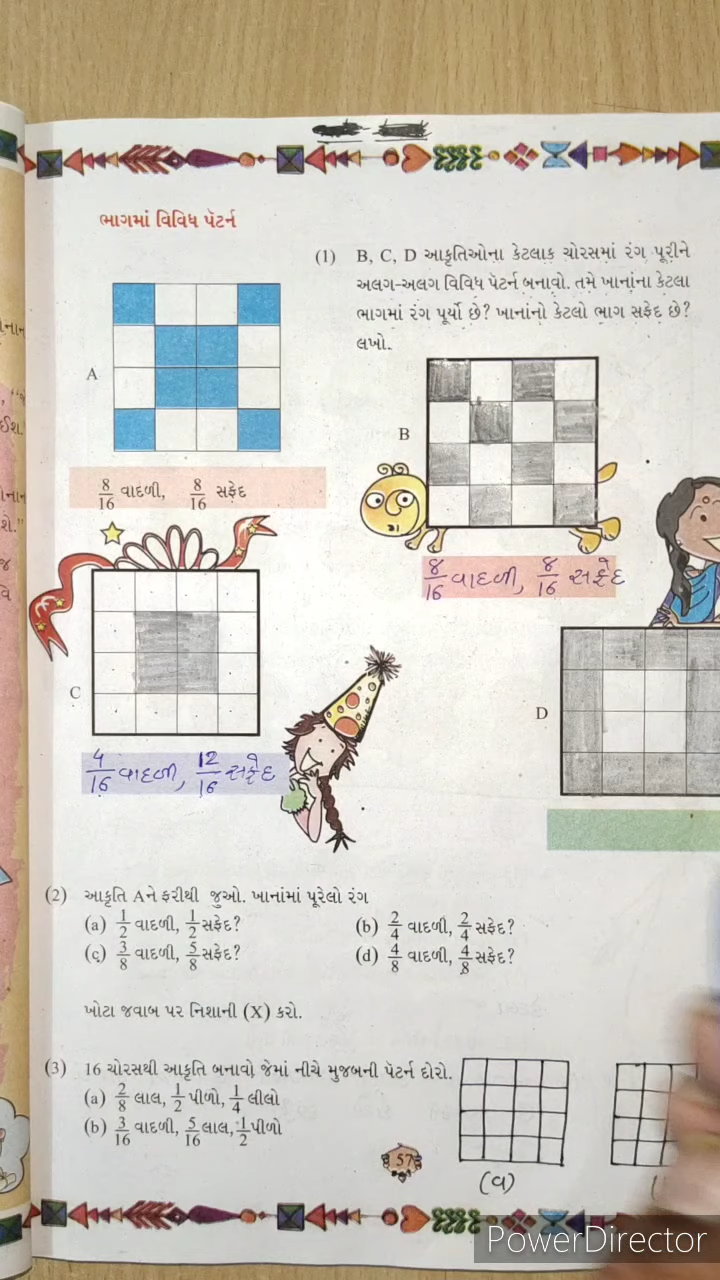 ભાગમાં વિવિધ પૅટર્ન
(1) B, C, D આકૃતિઓના કેટલાક ચોરસમાં રંગ પૂરીને
અલગ-અલગ વિવિધ પૅટર્ન બનાવો. તમે ખાનાંના કેટલા
ભાગમાં રંગ પૂર્યો છે? ખાનાંનો કેટલો ભાગ સફેદ છે?
લખો.
A
B
8/16 વાદળી, 8/16 સફેદ
8/16 વાદળી, 8/16 સફેદ
C
D
4/16 વાદળી, 12/16 સફેદ
(2) આકૃતિ Aને ફરીથી જુઓ. ખાનાંમાં પૂરેલો રંગ
(a) 1/2 વાદળી, 1/2 સફેદ?
(b) 2/4 વાદળી, 2/4 સફેદ?
(c) 3/8 વાદળી, 5/8 સફેદ?
(d) 4/8 વાદળી, 4/8 સફેદ?
ખોટા જવાબ પર નિશાની (X) કરો.
(3) 16 ચોરસથી આકૃતિ બનાવો જેમાં નીચે મુજબની પૅટર્ન દોરો.
(a) 2/8 લાલ, 1/2 પીળો, 1/4 લીલો
(b) 3/16 વાદળી, 5/16 લાલ, 1/2 પીળો
57
(a)
PowerDirector